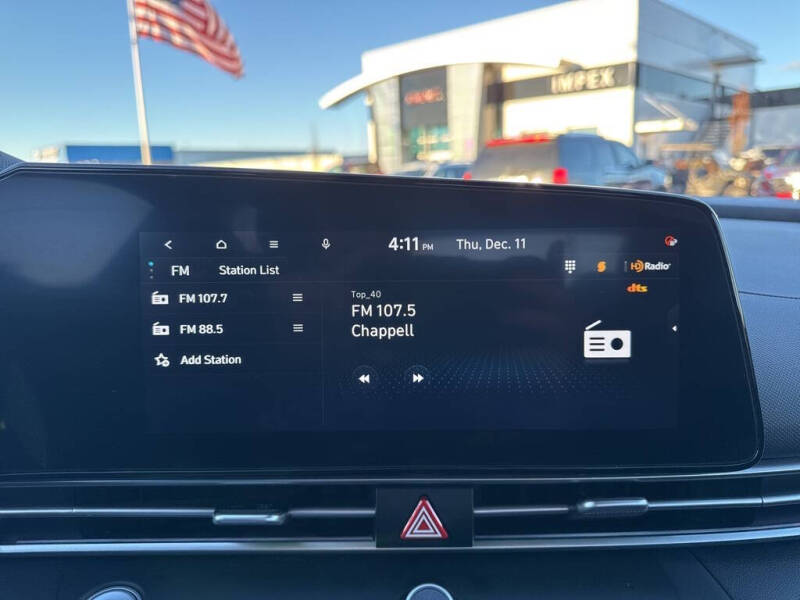 IMPEX
4:11 PM
Thu, Dec. 11
FM
Station List
HD Radio
dts
FM 107.7
FM 88.5
Add Station
Top_40
FM 107.5
Chappell